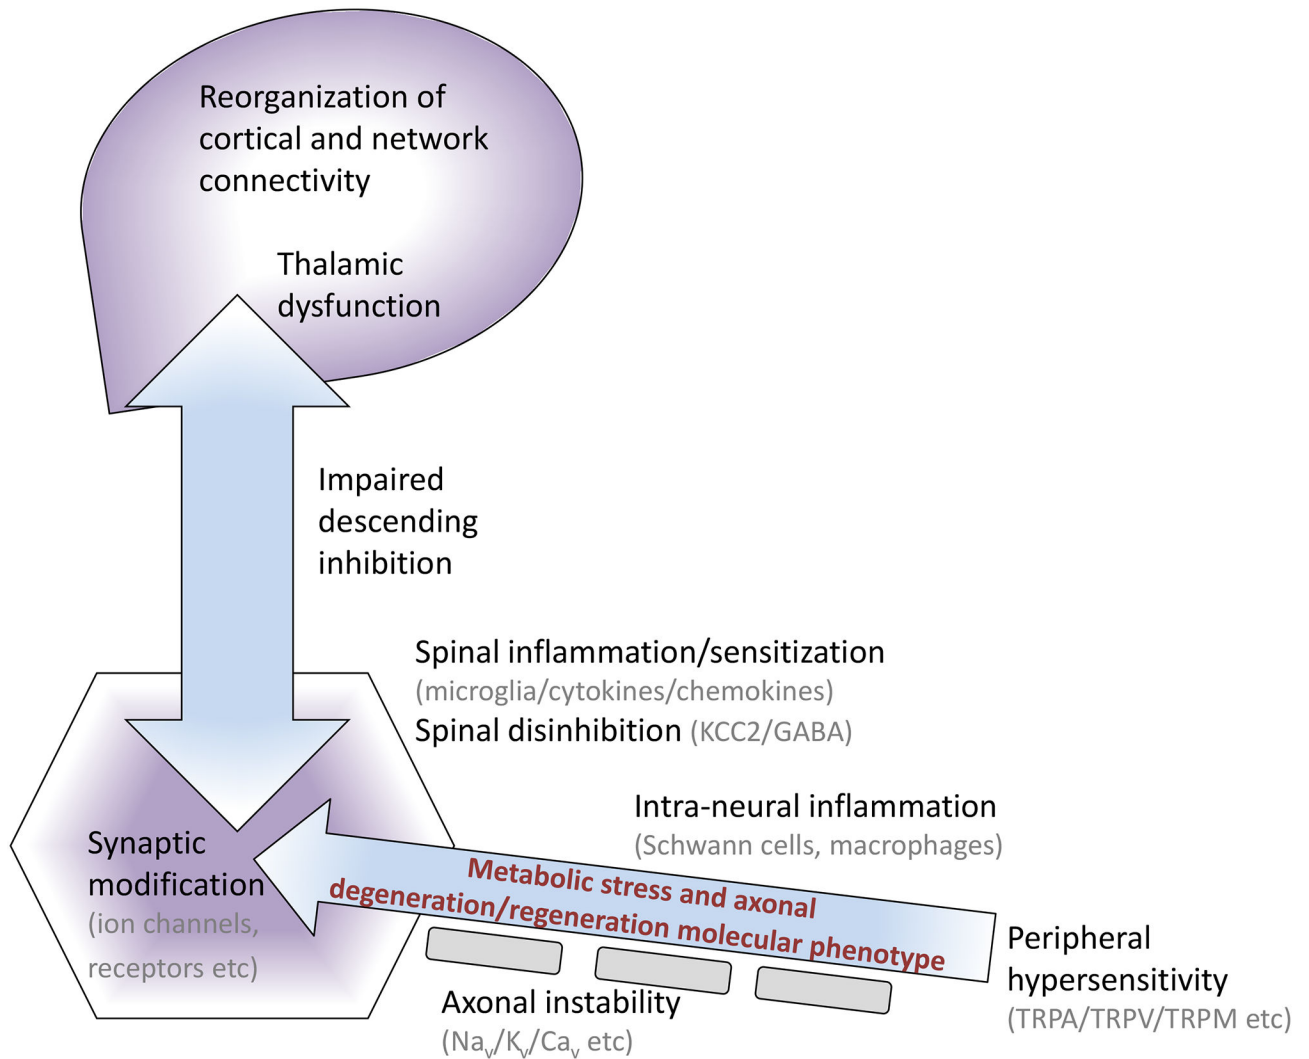 Reorganization of
cortical and network
connectivity
Thalamic
dysfunction
Impaired
descending
inhibition
Spinal inflammation/sensitization
(microglia/cytokines/chemokines)
Spinal disinhibition (KCC2/GABA)
Intra-neural inflammation
(Schwann cells, macrophages)
Synaptic
modification
(ion channels,
receptors etc)
Metabolic stress and axonal
degeneration/regeneration molecular phenotype
Peripheral
hypersensitivity
(TRPA/TRPV/TRPM etc)
Axonal instability
(Naᵥ/Kᵥ/Caᵥ etc)